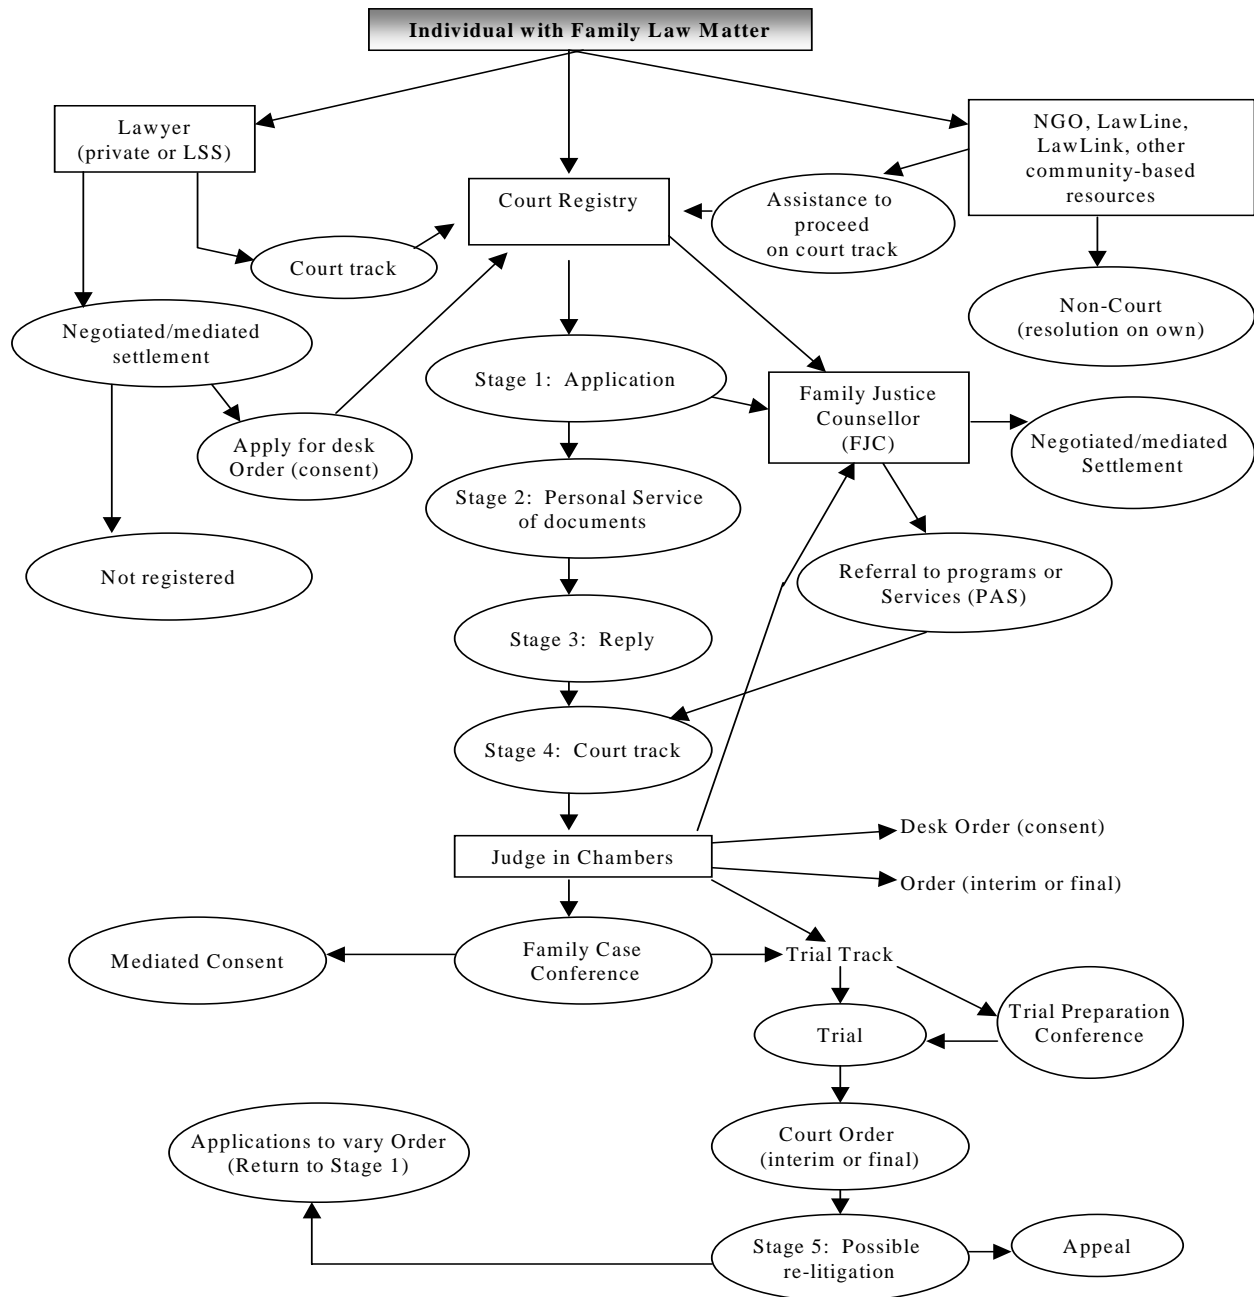 Individual with Family Law Matter
Lawyer
(private or LSS)
NGO, LawLine,
LawLink, other
community-based
resources
Court Registry
Assistance to
proceed
on court track
Court track
Non-Court
(resolution on own)
Negotiated/mediated
settlement
Stage 1: Application
Family Justice
Counsellor
(FJC)
Apply for desk
Order (consent)
Negotiated/mediated
Settlement
Stage 2: Personal Service
of documents
Not registered
Referral to programs or
Services (PAS)
Stage 3: Reply
Stage 4: Court track
Desk Order (consent)
Judge in Chambers
Order (interim or final)
Mediated Consent
Family Case
Conference
Trial Track
Trial Preparation
Conference
Trial
Applications to vary Order
(Return to Stage 1)
Court Order
(interim or final)
Stage 5: Possible
re-litigation
Appeal